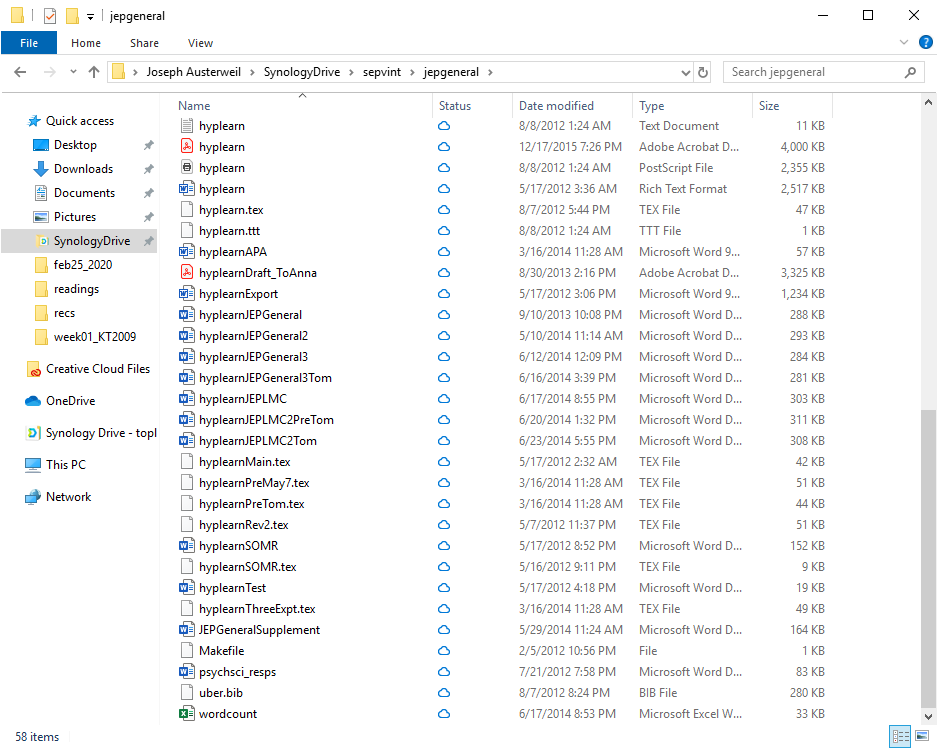 jepgeneral
File Home Share View
Joseph Austerweil SynologyDrive sepvint jepgeneral Search jepgeneral
Quick access
Desktop
Downloads
Documents
Pictures
SynologyDrive
feb25_2020
readings
recs
week01_KT2009
Creative Cloud Files
OneDrive
Synology Drive - topl
This PC
Network
Name Status Date modified Type Size
hyplearn 8/8/2012 1:24 AM Text Document 11 KB
hyplearn 12/17/2015 7:26 PM Adobe Acrobat D... 4,000 KB
hyplearn 8/8/2012 1:24 AM PostScript File 2,355 KB
hyplearn 5/17/2012 3:36 AM Rich Text Format 2,517 KB
hyplearn.tex 8/7/2012 5:44 PM TEX File 47 KB
hyplearn.ttt 8/8/2012 1:24 AM TTT File 1 KB
hyplearnAPA 3/16/2014 11:28 AM Microsoft Word 9... 57 KB
hyplearnDraft_ToAnna 8/30/2013 2:16 PM Adobe Acrobat D... 3,325 KB
hyplearnExport 5/17/2012 3:06 PM Microsoft Word 9... 1,234 KB
hyplearnJEPGeneral 9/10/2013 10:08 PM Microsoft Word D... 288 KB
hyplearnJEPGeneral2 5/10/2014 11:14 AM Microsoft Word D... 293 KB
hyplearnJEPGeneral3 6/12/2014 12:09 PM Microsoft Word D... 284 KB
hyplearnJEPGeneral3Tom 6/16/2014 3:39 PM Microsoft Word D... 281 KB
hyplearnJEPLMC 6/17/2014 8:55 PM Microsoft Word D... 303 KB
hyplearnJEPLMC2PreTom 6/20/2014 1:32 PM Microsoft Word D... 311 KB
hyplearnJEPLMC2Tom 6/23/2014 5:55 PM Microsoft Word D... 308 KB
hyplearnMain.tex 5/17/2012 2:32 AM TEX File 42 KB
hyplearnPreMay7.tex 3/16/2014 11:28 AM TEX File 51 KB
hyplearnPreTom.tex 3/16/2014 11:28 AM TEX File 44 KB
hyplearnRev2.tex 5/7/2012 11:37 PM TEX File 51 KB
hyplearnSOMR 5/17/2012 8:52 PM Microsoft Word D... 152 KB
hyplearnSOMR.tex 5/16/2012 9:11 PM TEX File 9 KB
hyplearnTest 5/17/2012 4:18 PM Microsoft Word D... 19 KB
hyplearnThreeExpt.tex 3/16/2014 11:28 AM TEX File 49 KB
JEPGeneralSupplement 5/29/2014 11:24 AM Microsoft Word D... 164 KB
Makefile 2/5/2012 10:56 PM File 1 KB
psychsci_resps 7/21/2012 7:58 PM Microsoft Word D... 83 KB
uber.bib 8/7/2012 8:24 PM BIB File 280 KB
wordcount 6/17/2014 8:53 PM Microsoft Excel W... 33 KB
58 items